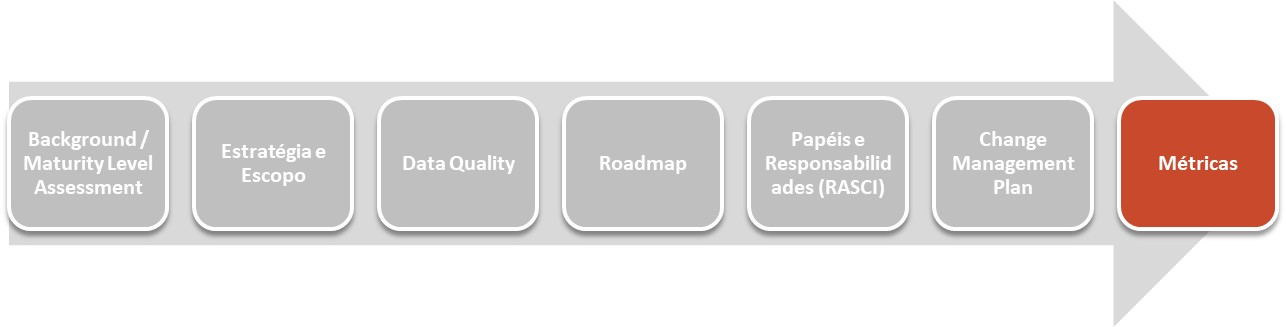 Background /
Maturity Level
Assessment
Estratégia e
Escopo
Data Quality
Roadmap
Papéis e
Responsabilid
ades (RASCI)
Change
Management
Plan
Métricas